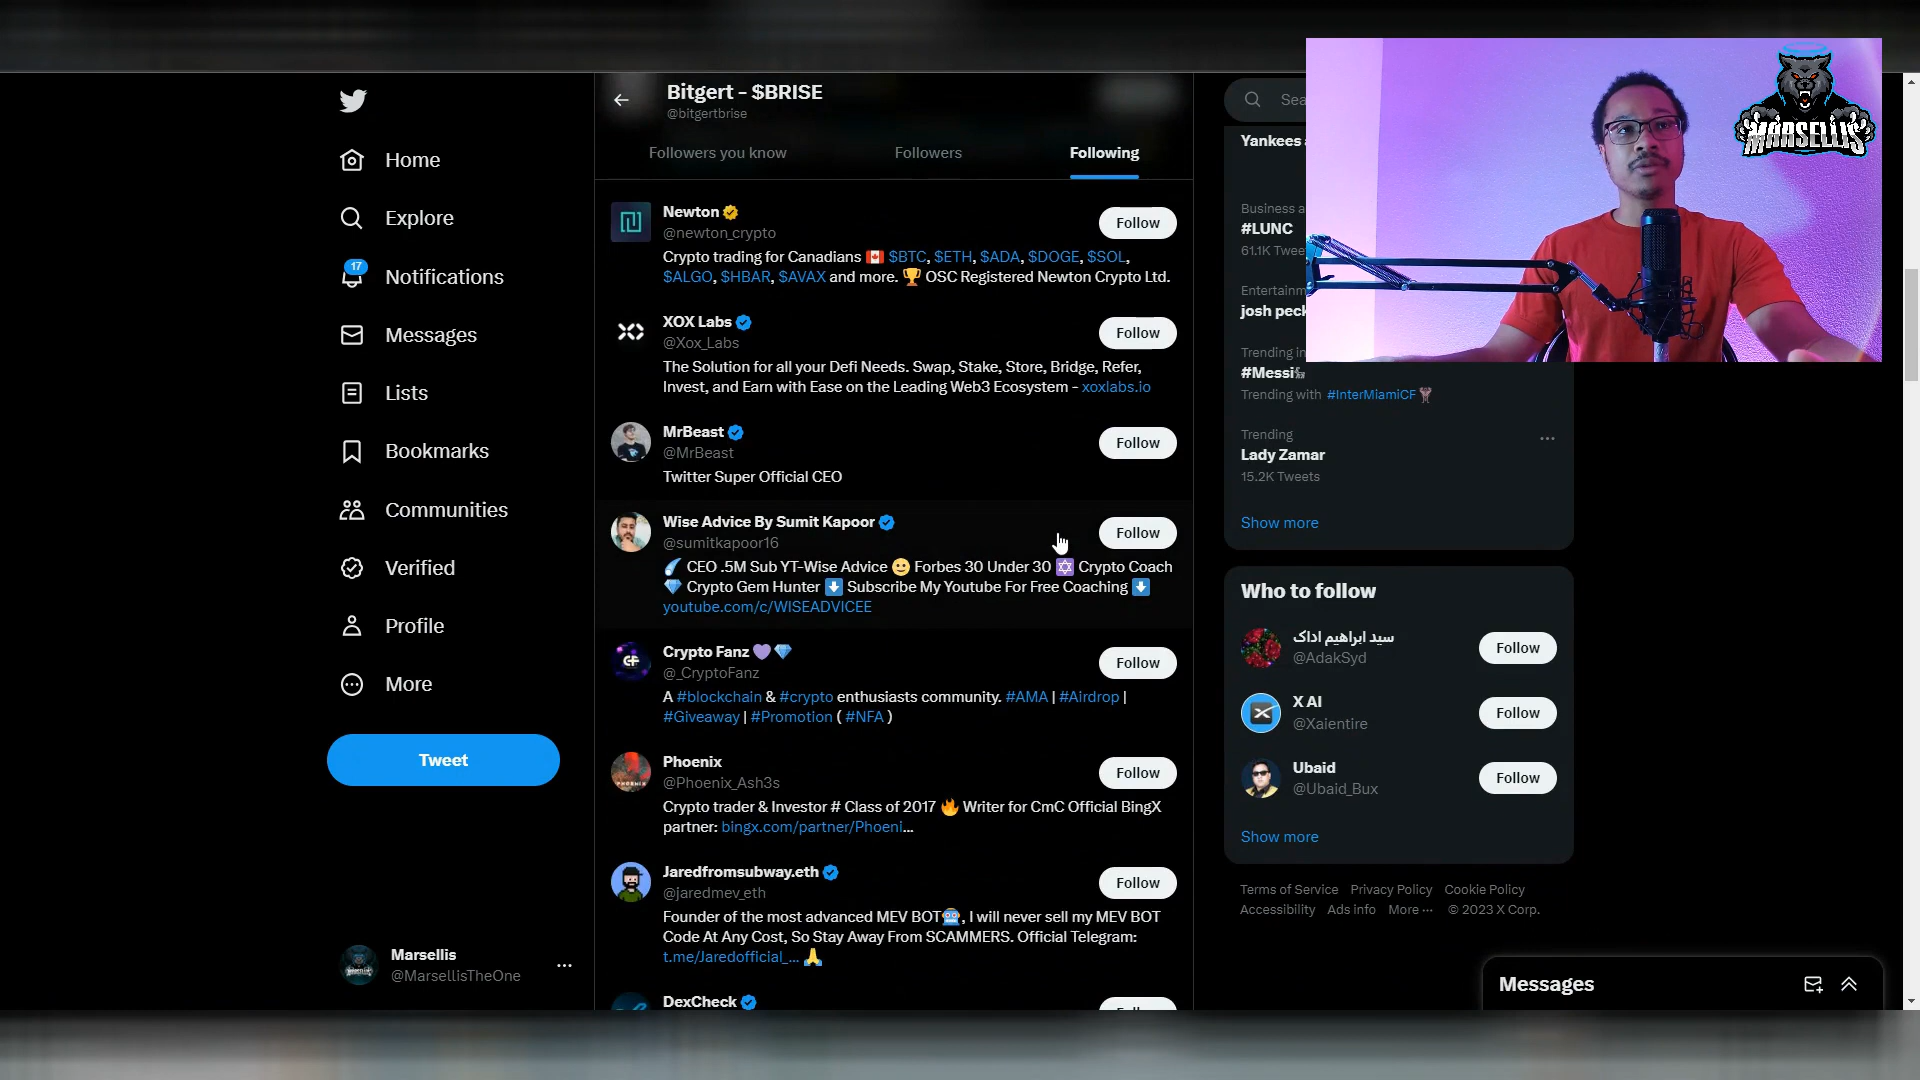 Bitgert - $BRISE
@bitgertbrise
Followers you know
Followers
Following
Home
Explore
17
Notifications
Messages
Lists
Bookmarks
Communities
Verified
Profile
More
Tweet
Marsellis
@MarsellisTheOne
Newton
@newton_crypto
Follow
Crypto trading for Canadians 🇨🇦 $BTC, $ETH, $ADA, $DOGE, $SOL,
$ALGO, $HBAR, $AVAX and more. 🏆 OSC Registered Newton Crypto Ltd.
XOX Labs
@Xox_Labs
Follow
The Solution for all your Defi Needs. Swap, Stake, Store, Bridge, Refer,
Invest, and Earn with Ease on the Leading Web3 Ecosystem - xoxlabs.io
MrBeast
@MrBeast
Follow
Twitter Super Official CEO
Wise Advice By Sumit Kapoor
@sumitkapoor16
Follow
☄️ CEO .5M Sub YT-Wise Advice 🙂 Forbes 30 Under 30 🔯 Crypto Coach
💎 Crypto Gem Hunter ⬇️ Subscribe My Youtube For Free Coaching ⬇️
youtube.com/c/WISEADVICEE
Crypto Fanz 💜💎
@_CryptoFanz
Follow
A #blockchain & #crypto enthusiasts community. #AMA | #Airdrop |
#Giveaway | #Promotion ( #NFA )
Phoenix
@Phoenix_Ash3s
Follow
Crypto trader & Investor # Class of 2017 🔥 Writer for CmC Official BingX
partner: bingx.com/partner/Phoeni…
Jaredfromsubway.eth
@jaredmev_eth
Follow
Founder of the most advanced MEV BOT🤖, I will never sell my MEV BOT
Code At Any Cost, So Stay Away From SCAMMERS. Official Telegram:
t.me/Jaredofficial_… 🙏
DexCheck
MARSELLIS
Yankees
Business
#LUNC
61.1K
josh peck
Trending in
#Messi🐐
Trending with #InterMiamiCF
Trending
Lady Zamar
15.2K Tweets
Show more
Who to follow
سید ابراهیم اداک
@AdakSyd
Follow
X AI
@Xaientire
Follow
Ubaid
@Ubaid_Bux
Follow
Show more
Terms of Service Privacy Policy Cookie Policy
Accessibility Ads info More ··· © 2023 X Corp.
Messages